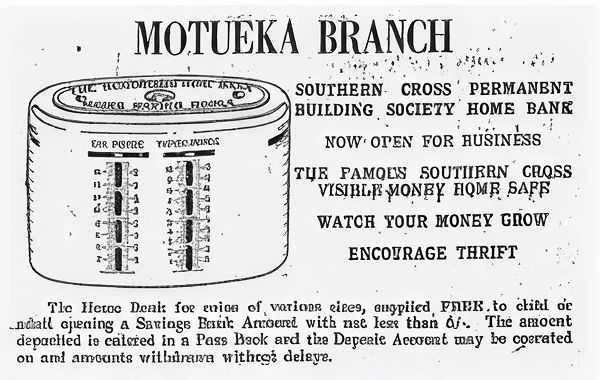 MOTUEKA BRANCH
SOUTHERN CROSS PERMANENT
BUILDING SOCIETY HOME BANK
NOW OPEN FOR BUSINESS
THE FAMOUS SOUTHERN CROSS
VISIBLE MONEY HOME SAFE
WATCH YOUR MONEY GROW
ENCOURAGE THRIFT
The Home Bank for coins of various sizes, supplied FREE to child or
adult opening a Savings Bank Account with not less than The amount
deposited is entered in a Pass Book and the Deposit Account may be operated
on and amounts withdrawn without delays.